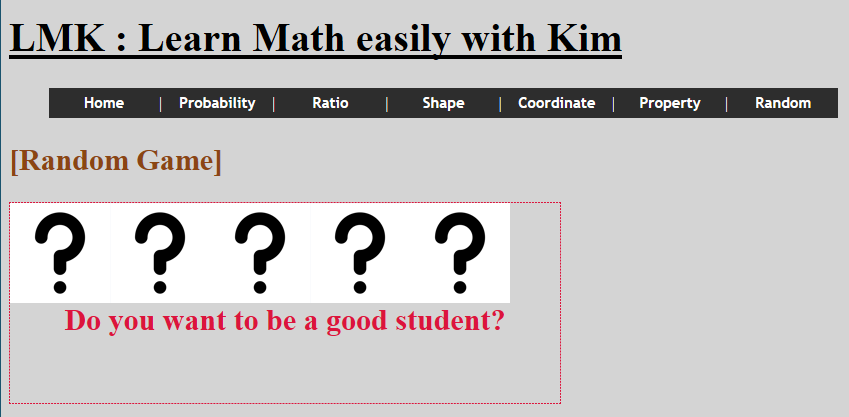 LMK : Learn Math easily with Kim
Home | Probability | Ratio | Shape | Coordinate | Property | Random
[Random Game]
? ? ? ? ?
Do you want to be a good student?